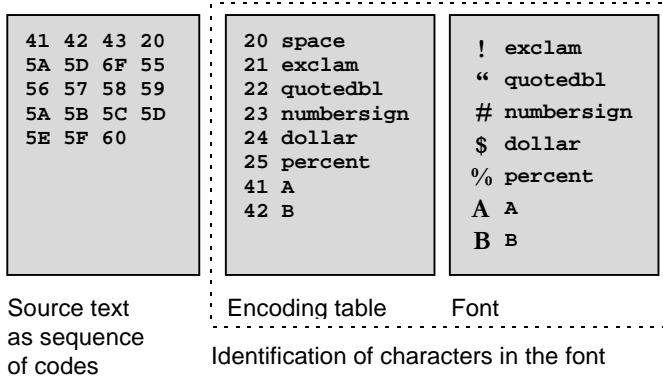 41 42 43 20
5A 5D 6F 55
56 57 58 59
5A 5B 5C 5D
5E 5F 60
20 space
21 exclam
22 quotedbl
23 numbersign
24 dollar
25 percent
41 A
42 B
! exclam
“ quotedbl
# numbersign
$ dollar
% percent
A A
B B
Source text
as sequence
of codes
Encoding table
Font
Identification of characters in the font